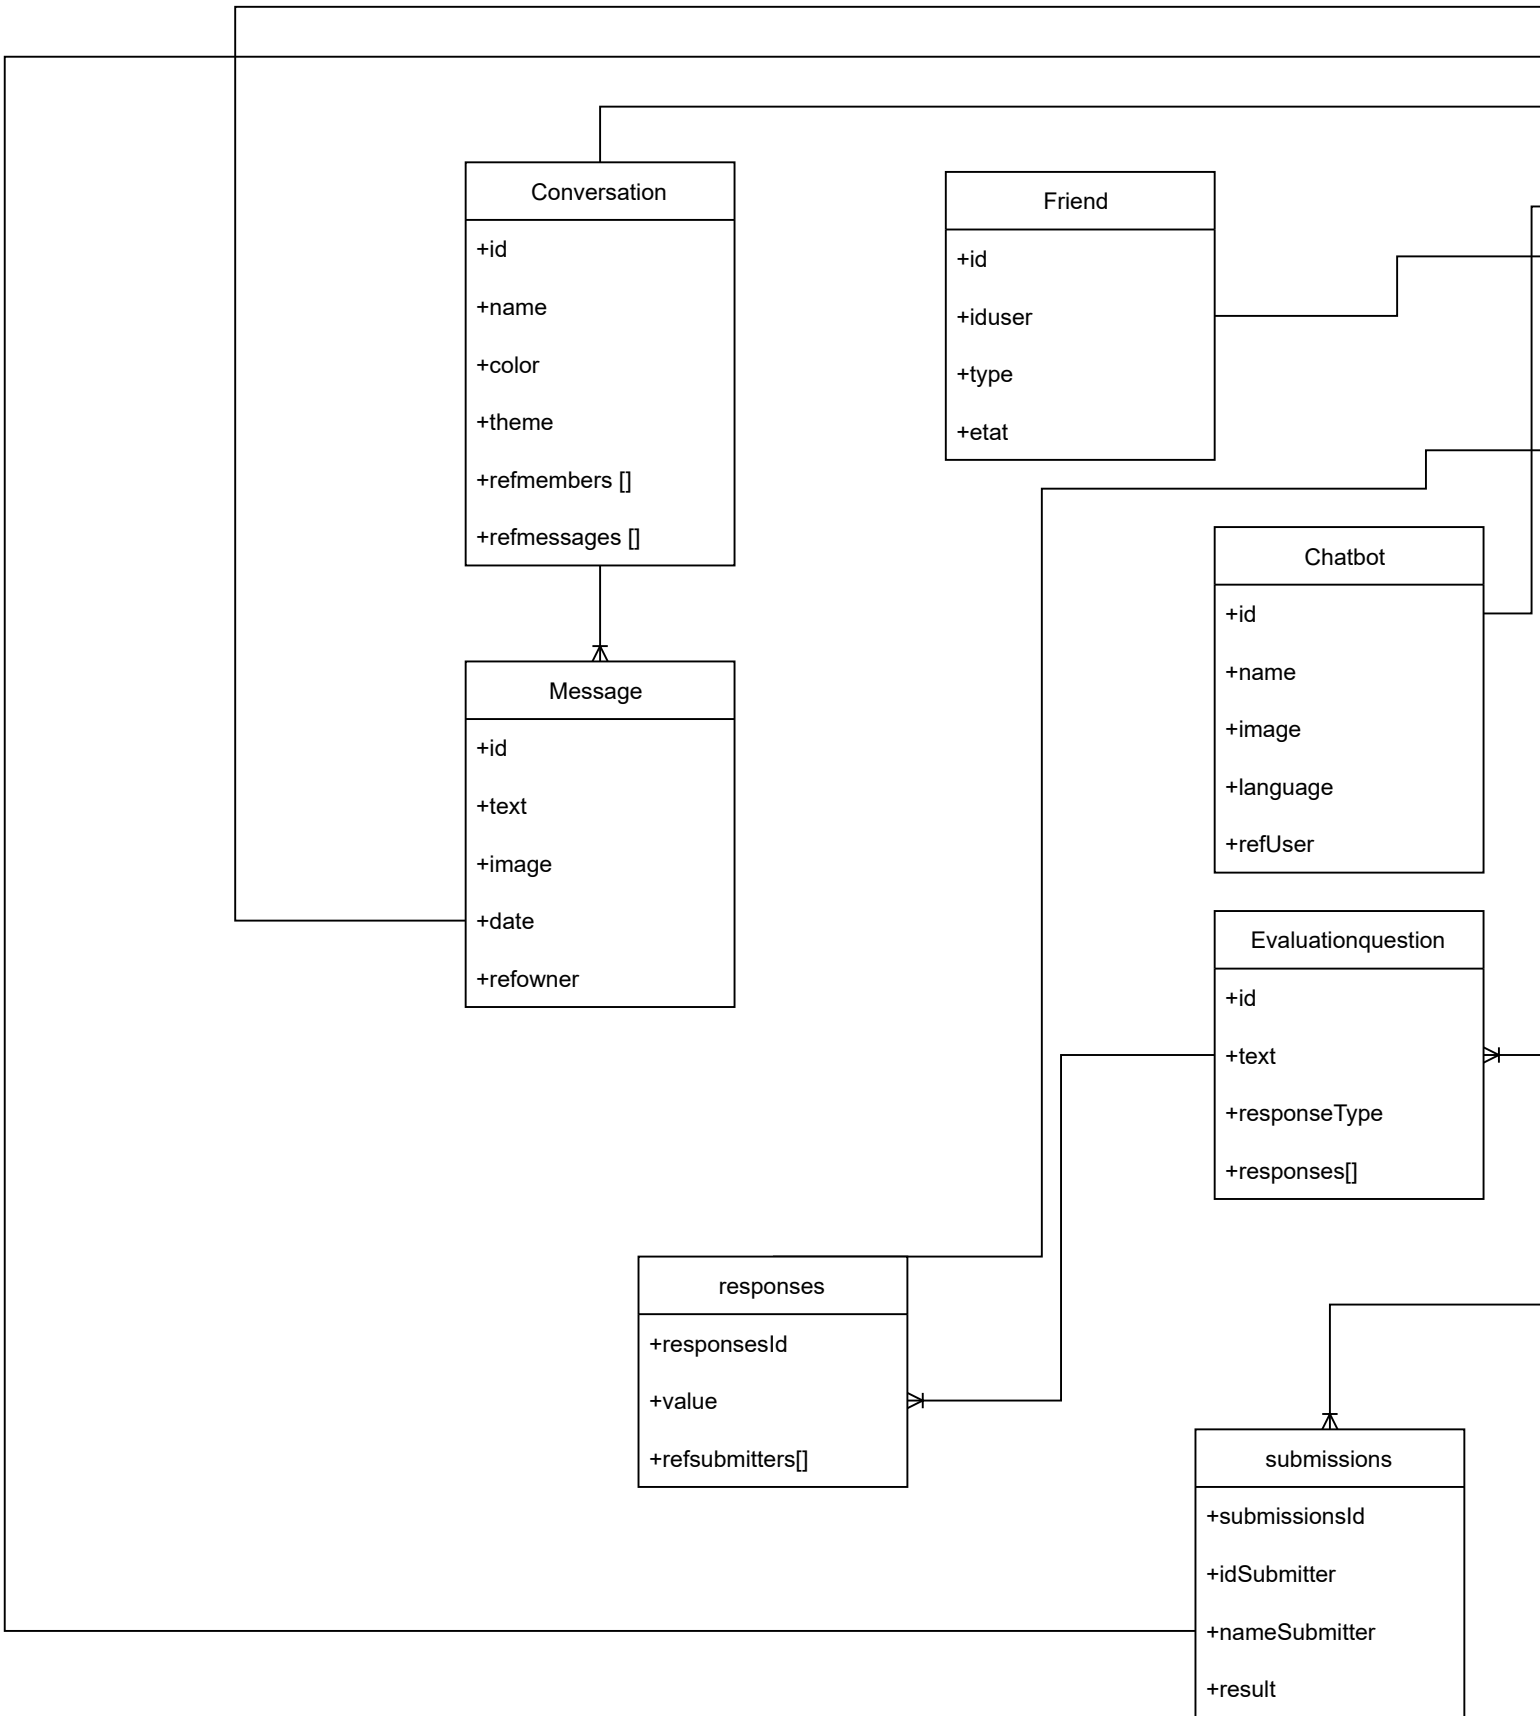 Conversation
+id
+name
+color
+theme
+refmembers []
+refmessages []
Friend
+id
+iduser
+type
+etat
Chatbot
+id
+name
+image
+language
+refUser
Message
+id
+text
+image
+date
+refowner
Evaluationquestion
+id
+text
+responseType
+responses[]
responses
+responsesId
+value
+refsubmitters[]
submissions
+submissionsId
+idSubmitter
+nameSubmitter
+result